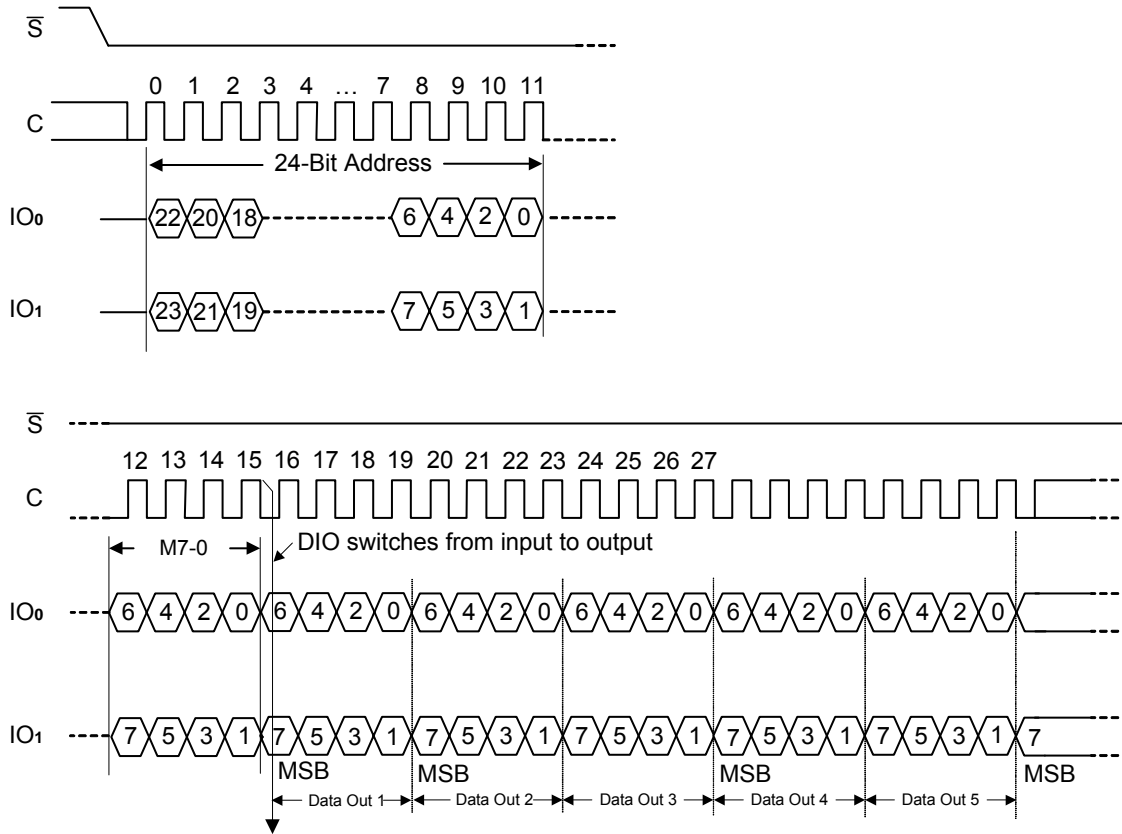 S̅
0 1 2 3 4 … 7 8 9 10 11
C
24-Bit Address
IO0 22 20 18 6 4 2 0
IO1 23 21 19 7 5 3 1
S̅
12 13 14 15 16 17 18 19 20 21 22 23 24 25 26 27
C
M7-0 DIO switches from input to output
IO0 6 4 2 0 6 4 2 0 6 4 2 0 6 4 2 0 6 4 2 0 6 4 2 0
IO1 7 5 3 1 7 5 3 1 7 5 3 1 7 5 3 1 7 5 3 1 7 5 3 1 7
MSB MSB MSB MSB
Data Out 1 Data Out 2 Data Out 3 Data Out 4 Data Out 5